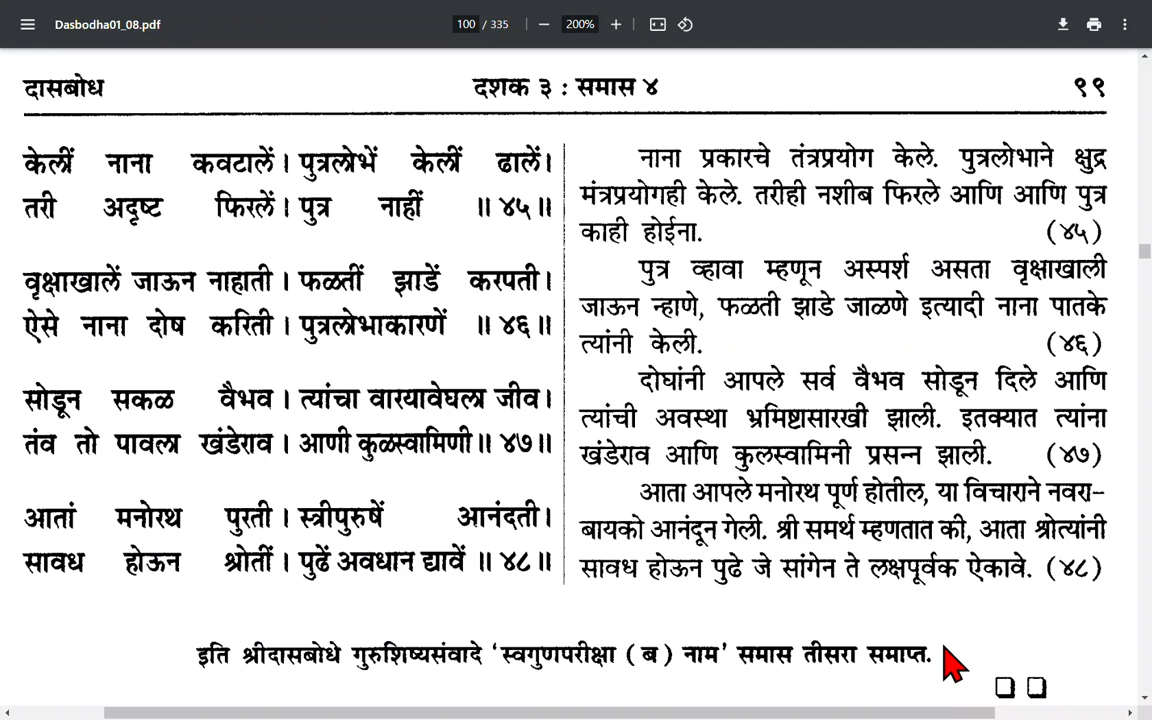 Dasbodha01_08.pdf
100 / 335
200%
दासबोध
दशक ३ : समास ४
९९
केलीं नाना कवटालें । पुत्रलोभें केलीं ढालें।
तरी अदृष्ट फिरलें । पुत्र नाहीं ॥ ४५॥
वृक्षाखालें जाऊन नाहाती । फळतीं झाडें करपती।
ऐसे नाना दोष करिती । पुत्रलोभाकारणें ॥ ४६॥
सोडून सकळ वैभव । त्यांचा वारयावेघला जीव।
तंव तो पावला खंडेराव । आणी कुळस्वामिणी॥ ४७॥
आतां मनोरथ पुरती । स्त्रीपुरुषें आनंदती।
सावध होऊन श्रोतीं । पुढें अवधान द्यावें ॥ ४८॥
नाना प्रकारचे तंत्रप्रयोग केले. पुत्रलोभाने क्षुद्र
मंत्रप्रयोगही केले. तरीही नशीब फिरले आणि आणि पुत्र
काही होईना. (४५)
पुत्र व्हावा म्हणून अस्पर्श असता वृक्षाखाली
जाऊन न्हाणे, फळती झाडे जाळणे इत्यादी नाना पातके
त्यांनी केली. (४६)
दोघांनी आपले सर्व वैभव सोडून दिले आणि
त्यांची अवस्था भ्रमिष्टासारखी झाली. इतक्यात त्यांना
खंडेराव आणि कुलस्वामिनी प्रसन्न झाली. (४७)
आता आपले मनोरथ पूर्ण होतील, या विचाराने नवरा-
बायको आनंदून गेली. श्री समर्थ म्हणतात की, आता श्रोत्यांनी
सावध होऊन पुढे जे सांगेन ते लक्षपूर्वक ऐकावे. (४८)
इति श्रीदासबोधे गुरुशिष्यसंवादे ‘स्वगुणपरीक्षा (ब) नाम’ समास तीसरा समाप्त.